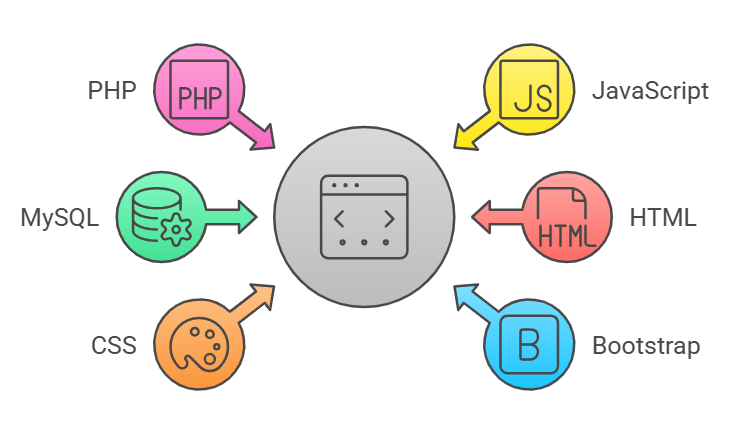 PHP
PHP
JS
JavaScript
MySQL
HTML
HTML
CSS
B
Bootstrap